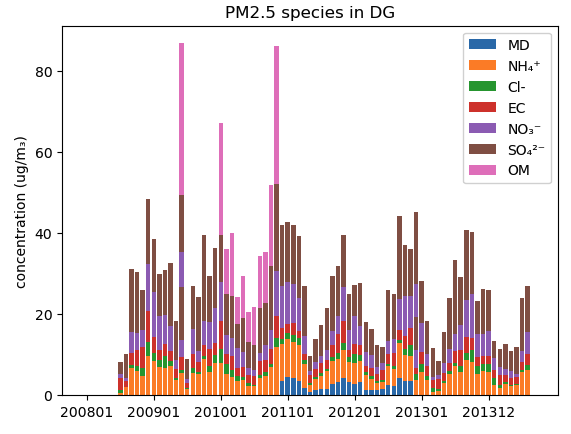 PM2.5 species in DG
concentration (ug/m₃)
80
60
40
20
0
200801
200901
201001
201101
201201
201301
201312
MD
NH₄⁺
Cl-
EC
NO₃⁻
SO₄²⁻
OM